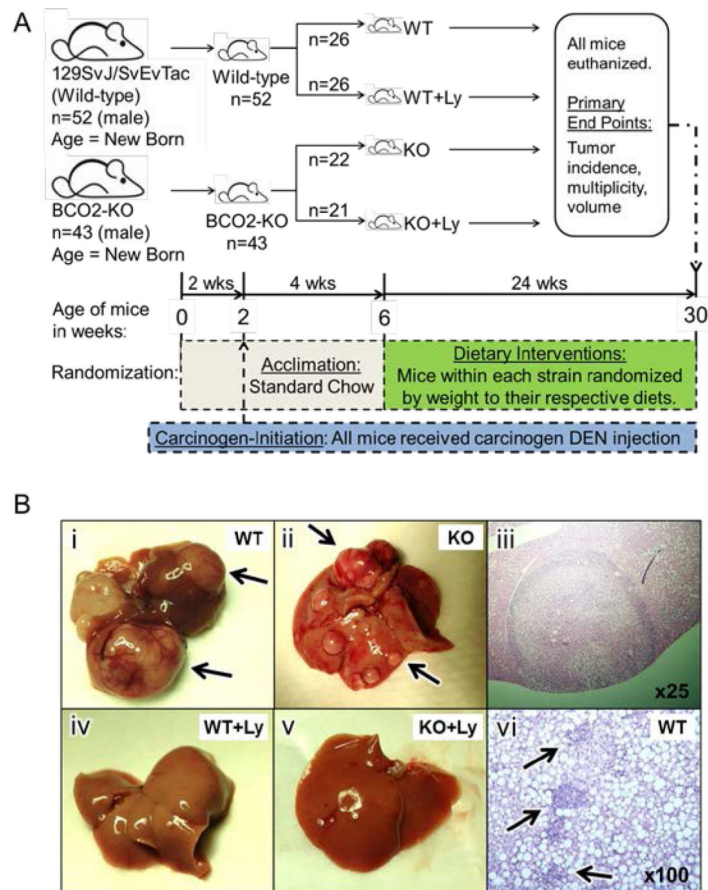 A
129SvJ/SvEvTac
(Wild-type)
n=52 (male)
Age = New Born
Wild-type
n=52
n=26
WT
n=26
WT+Ly
BCO2-KO
n=43 (male)
Age = New Born
BCO2-KO
n=43
n=22
KO
n=21
KO+Ly
All mice
euthanized.
Primary
End Points:
Tumor
incidence,
multiplicity,
volume
2 wks
4 wks
24 wks
Age of mice
in weeks:
0
2
6
30
Randomization:
Acclimation:
Standard Chow
Dietary Interventions:
Mice within each strain randomized
by weight to their respective diets.
Carcinogen-Initiation: All mice received carcinogen DEN injection
B
i
WT
ii
KO
iii
x25
iv
WT+Ly
v
KO+Ly
vi
WT
x100